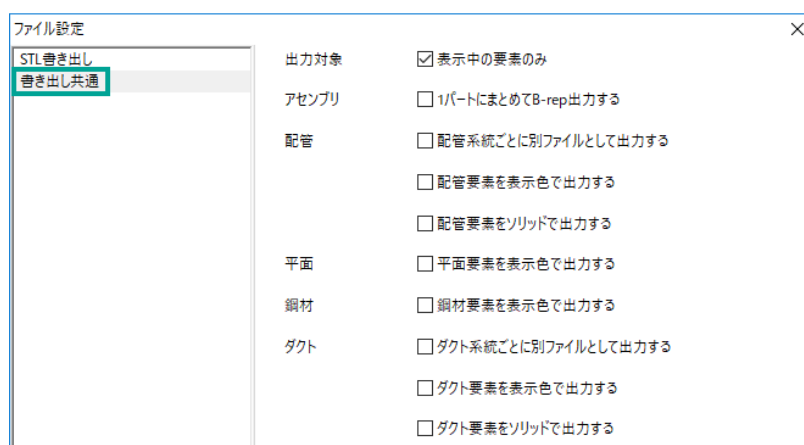 ファイル設定
STL書き出し
書き出し共通
出力対象 表示中の要素のみ
アセンブリ 1パートにまとめてB-rep出力する
配管 配管系統ごとに別ファイルとして出力する
配管要素を表示色で出力する
配管要素をソリッドで出力する
平面 平面要素を表示色で出力する
鋼材 鋼材要素を表示色で出力する
ダクト ダクト系統ごとに別ファイルとして出力する
ダクト要素を表示色で出力する
ダクト要素をソリッドで出力する